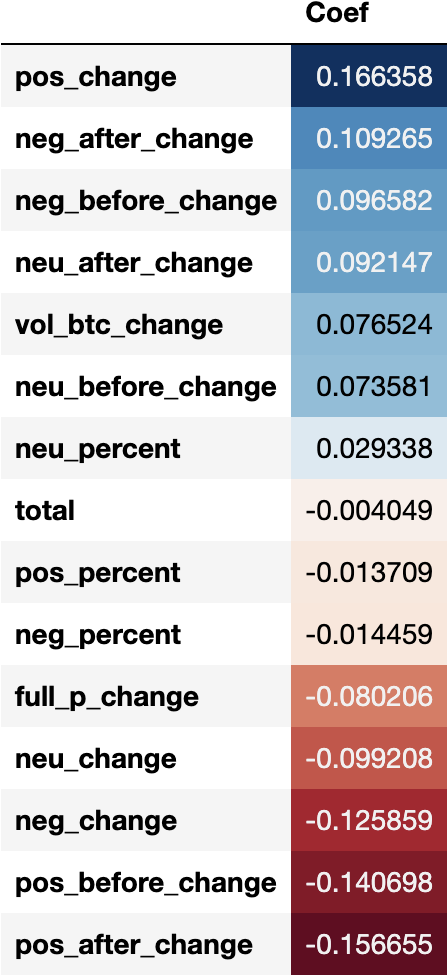 Coef
pos_change 0.166358
neg_after_change 0.109265
neg_before_change 0.096582
neu_after_change 0.092147
vol_btc_change 0.076524
neu_before_change 0.073581
neu_percent 0.029338
total -0.004049
pos_percent -0.013709
neg_percent -0.014459
full_p_change -0.080206
neu_change -0.099208
neg_change -0.125859
pos_before_change -0.140698
pos_after_change -0.156655